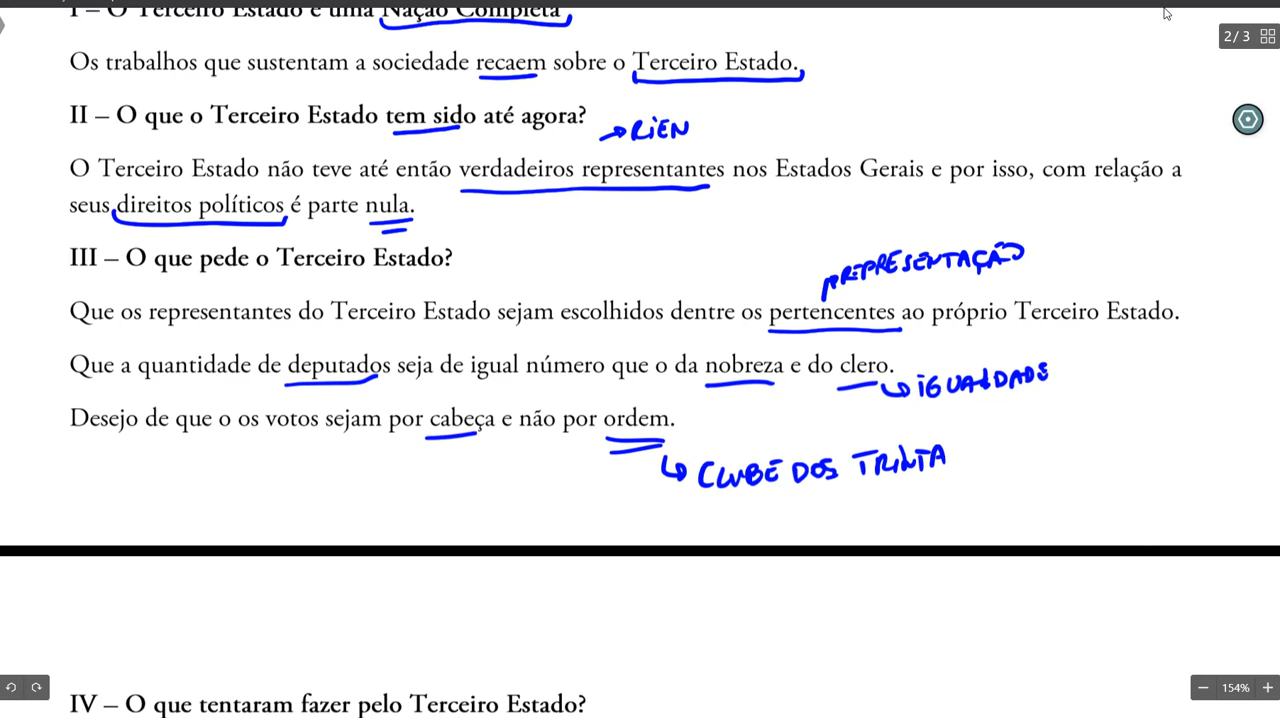 I – O Terceiro Estado é uma Nação Completa
2 / 3
Os trabalhos que sustentam a sociedade recaem sobre o Terceiro Estado.
II – O que o Terceiro Estado tem sido até agora?
RIEN
O Terceiro Estado não teve até então verdadeiros representantes nos Estados Gerais e por isso, com relação a
seus direitos políticos é parte nula.
III – O que pede o Terceiro Estado?
REPRESENTAÇÃO
Que os representantes do Terceiro Estado sejam escolhidos dentre os pertencentes ao próprio Terceiro Estado.
Que a quantidade de deputados seja de igual número que o da nobreza e do clero.
IGUALDADE
Desejo de que o os votos sejam por cabeça e não por ordem.
CLUBE DOS TRINTA
154%
IV – O que tentaram fazer pelo Terceiro Estado?